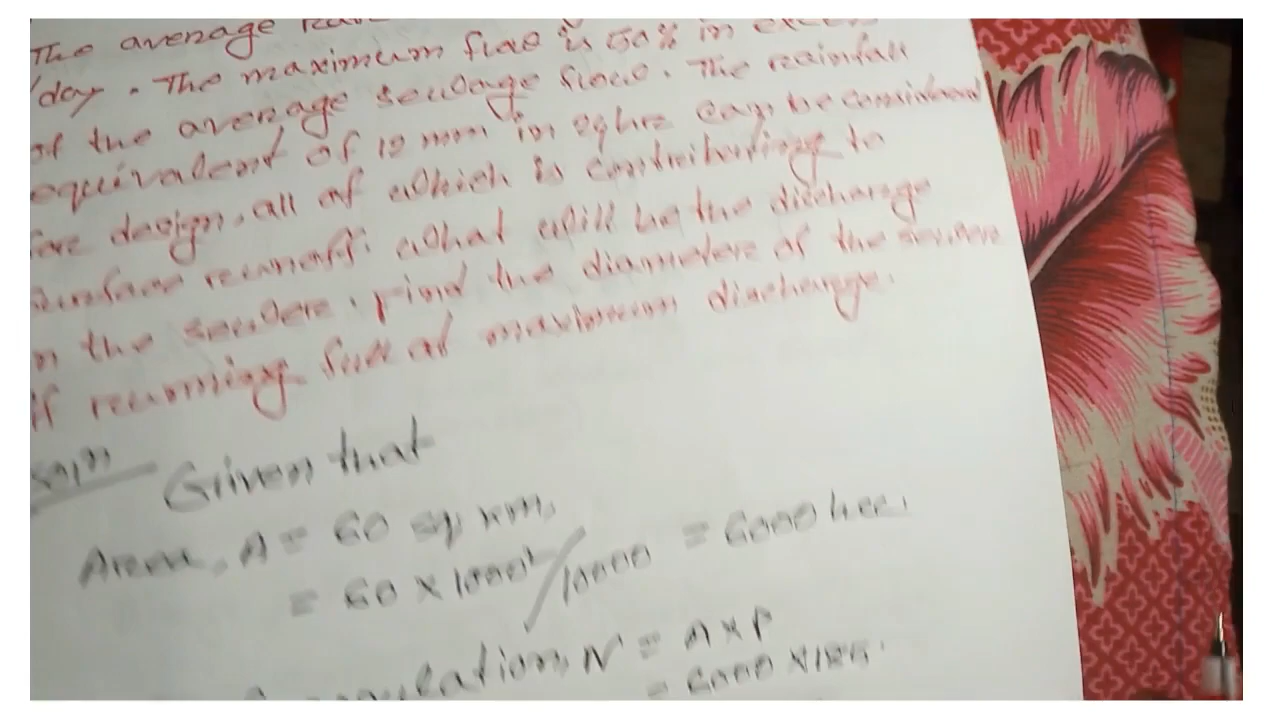 The average
/day. The maximum flow is 50% in
of the average sewage flow. The rainfall
equivalent of 12 mm in 24 hrs can be considered
for design, all of which is contributing to
surface runoff. What will be the discharge
in the sewer. Find the diameter of the sewer
if running full at maximum discharge.
Soln Given that
Area, A = 60 sq km,
= 60 × 1000² / 10000 = 6000 hec.
N = A × P
= 6000 × 185.